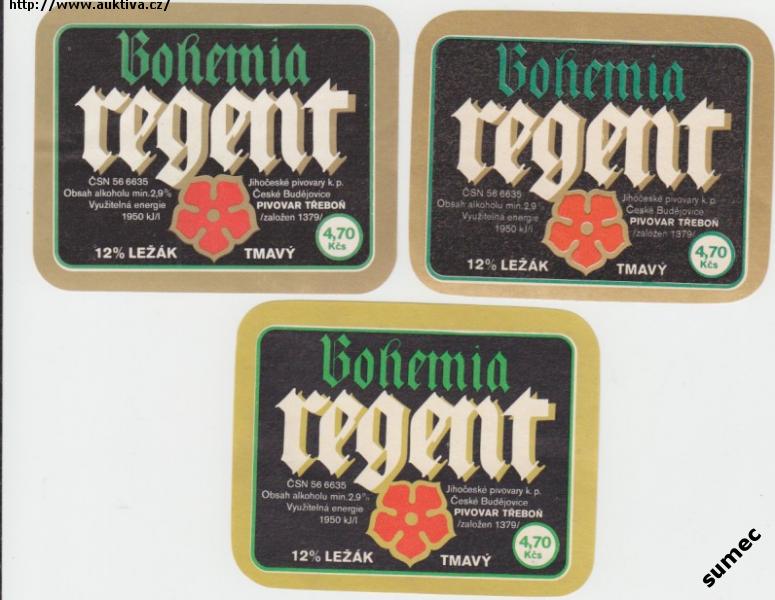 http://www.auktiva.cz/
Bohemia
regent
ČSN 56 6635
Obsah alkoholu min. 2,9%
Využitelná energie
1950 kJ/l
Jihočeské pivovary k. p.
České Budějovice
PIVOVAR TŘEBOŇ
/založen 1379/
4,70
Kčs
12% LEŽÁK
TMAVÝ
Bohemia
regent
ČSN 56 6635
Obsah alkoholu min. 2,9%
Využitelná energie
1950 kJ/l
Jihočeské pivovary k. p.
České Budějovice
PIVOVAR TŘEBOŇ
/založen 1379/
4,70
Kčs
12% LEŽÁK
TMAVÝ
Bohemia
regent
ČSN 56 6635
Obsah alkoholu min. 2,9%
Využitelná energie
1950 kJ/l
Jihočeské pivovary k. p.
České Budějovice
PIVOVAR TŘEBOŇ
/založen 1379/
4,70
Kčs
12% LEŽÁK
TMAVÝ
sumec